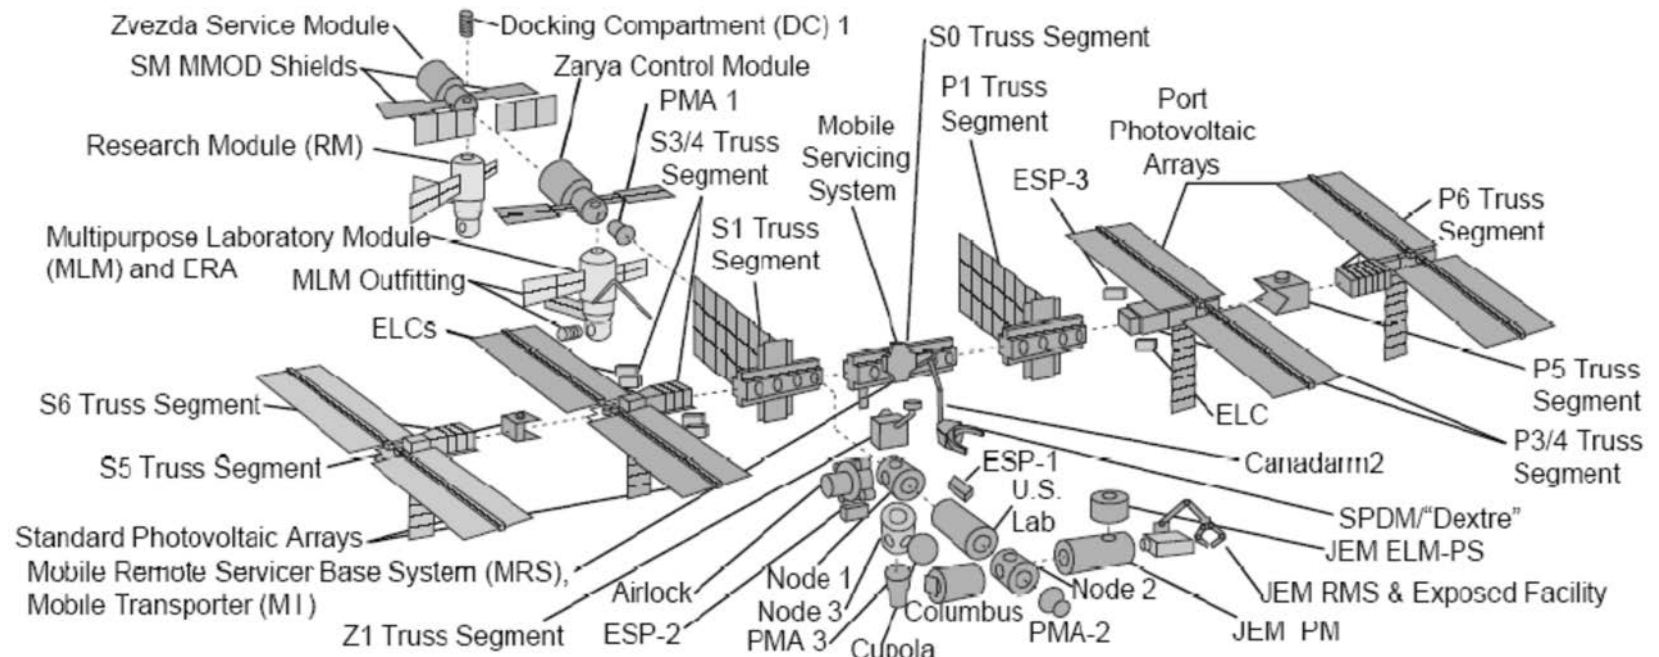 Zvezda Service Module
Docking Compartment (DC) 1
S0 Truss Segment
SM MMOD Shields
Zarya Control Module
PMA 1
P1 Truss
Segment
Port
Photovoltaic
Arrays
Mobile
Servicing
System
Research Module (RM)
S3/4 Truss
Segment
ESP-3
P6 Truss
Segment
Multipurpose Laboratory Module
(MLM) and ERA
S1 Truss
Segment
MLM Outfitting
ELCs
P5 Truss
Segment
S6 Truss Segment
ELC
P3/4 Truss
Segment
S5 Truss Segment
ESP-1
Canadarm2
U.S.
Lab
SPDM/“Dextre”
Standard Photovoltaic Arrays
JEM ELM-PS
Mobile Remote Servicer Base System (MRS),
Mobile Transporter (MT)
Airlock
Node 1
Node 2
JEM RMS & Exposed Facility
Node 3
Columbus
Z1 Truss Segment
ESP-2
PMA 3
PMA-2
JEM PM
Cupola